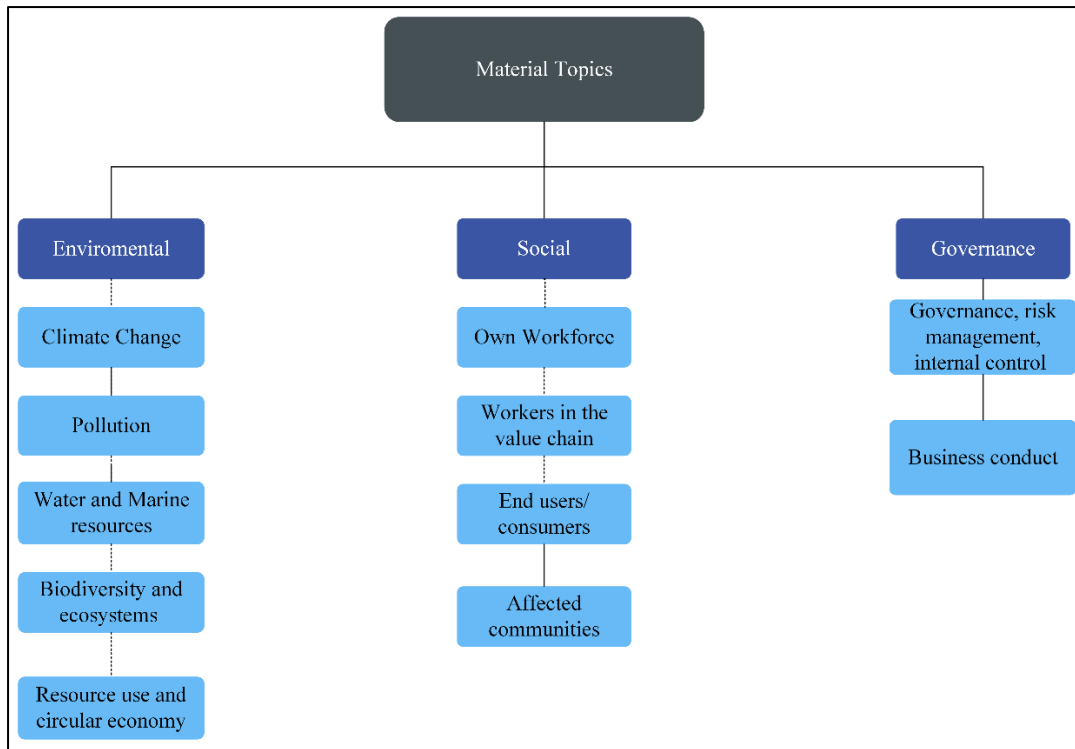 Material Topics
Enviromental
Social
Governance
Climate Change
Pollution
Water and Marine
resources
Biodiversity and
ecosystems
Resource use and
circular economy
Own Workforce
Workers in the
value chain
End users/
consumers
Affected
communities
Governance, risk
management,
internal control
Business conduct